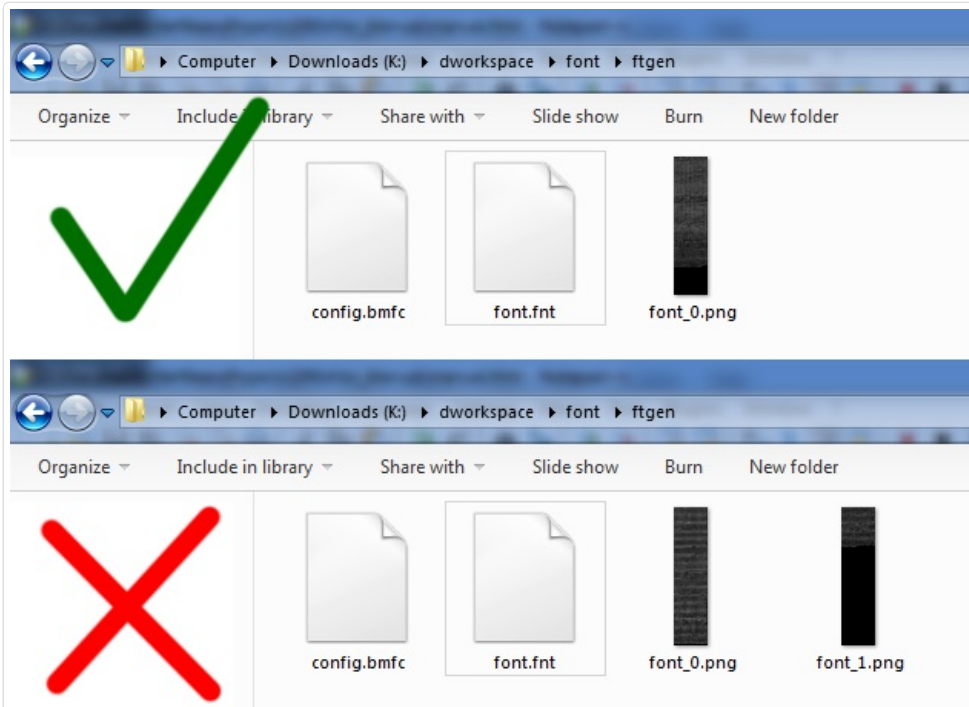 Computer Downloads (K:) dworkspace font ftgen
Organize Include in library Share with Slide show Burn New folder
config.bmfc font.fnt font_0.png
Computer Downloads (K:) dworkspace font ftgen
Organize Include in library Share with Slide show Burn New folder
config.bmfc font.fnt font_0.png font_1.png